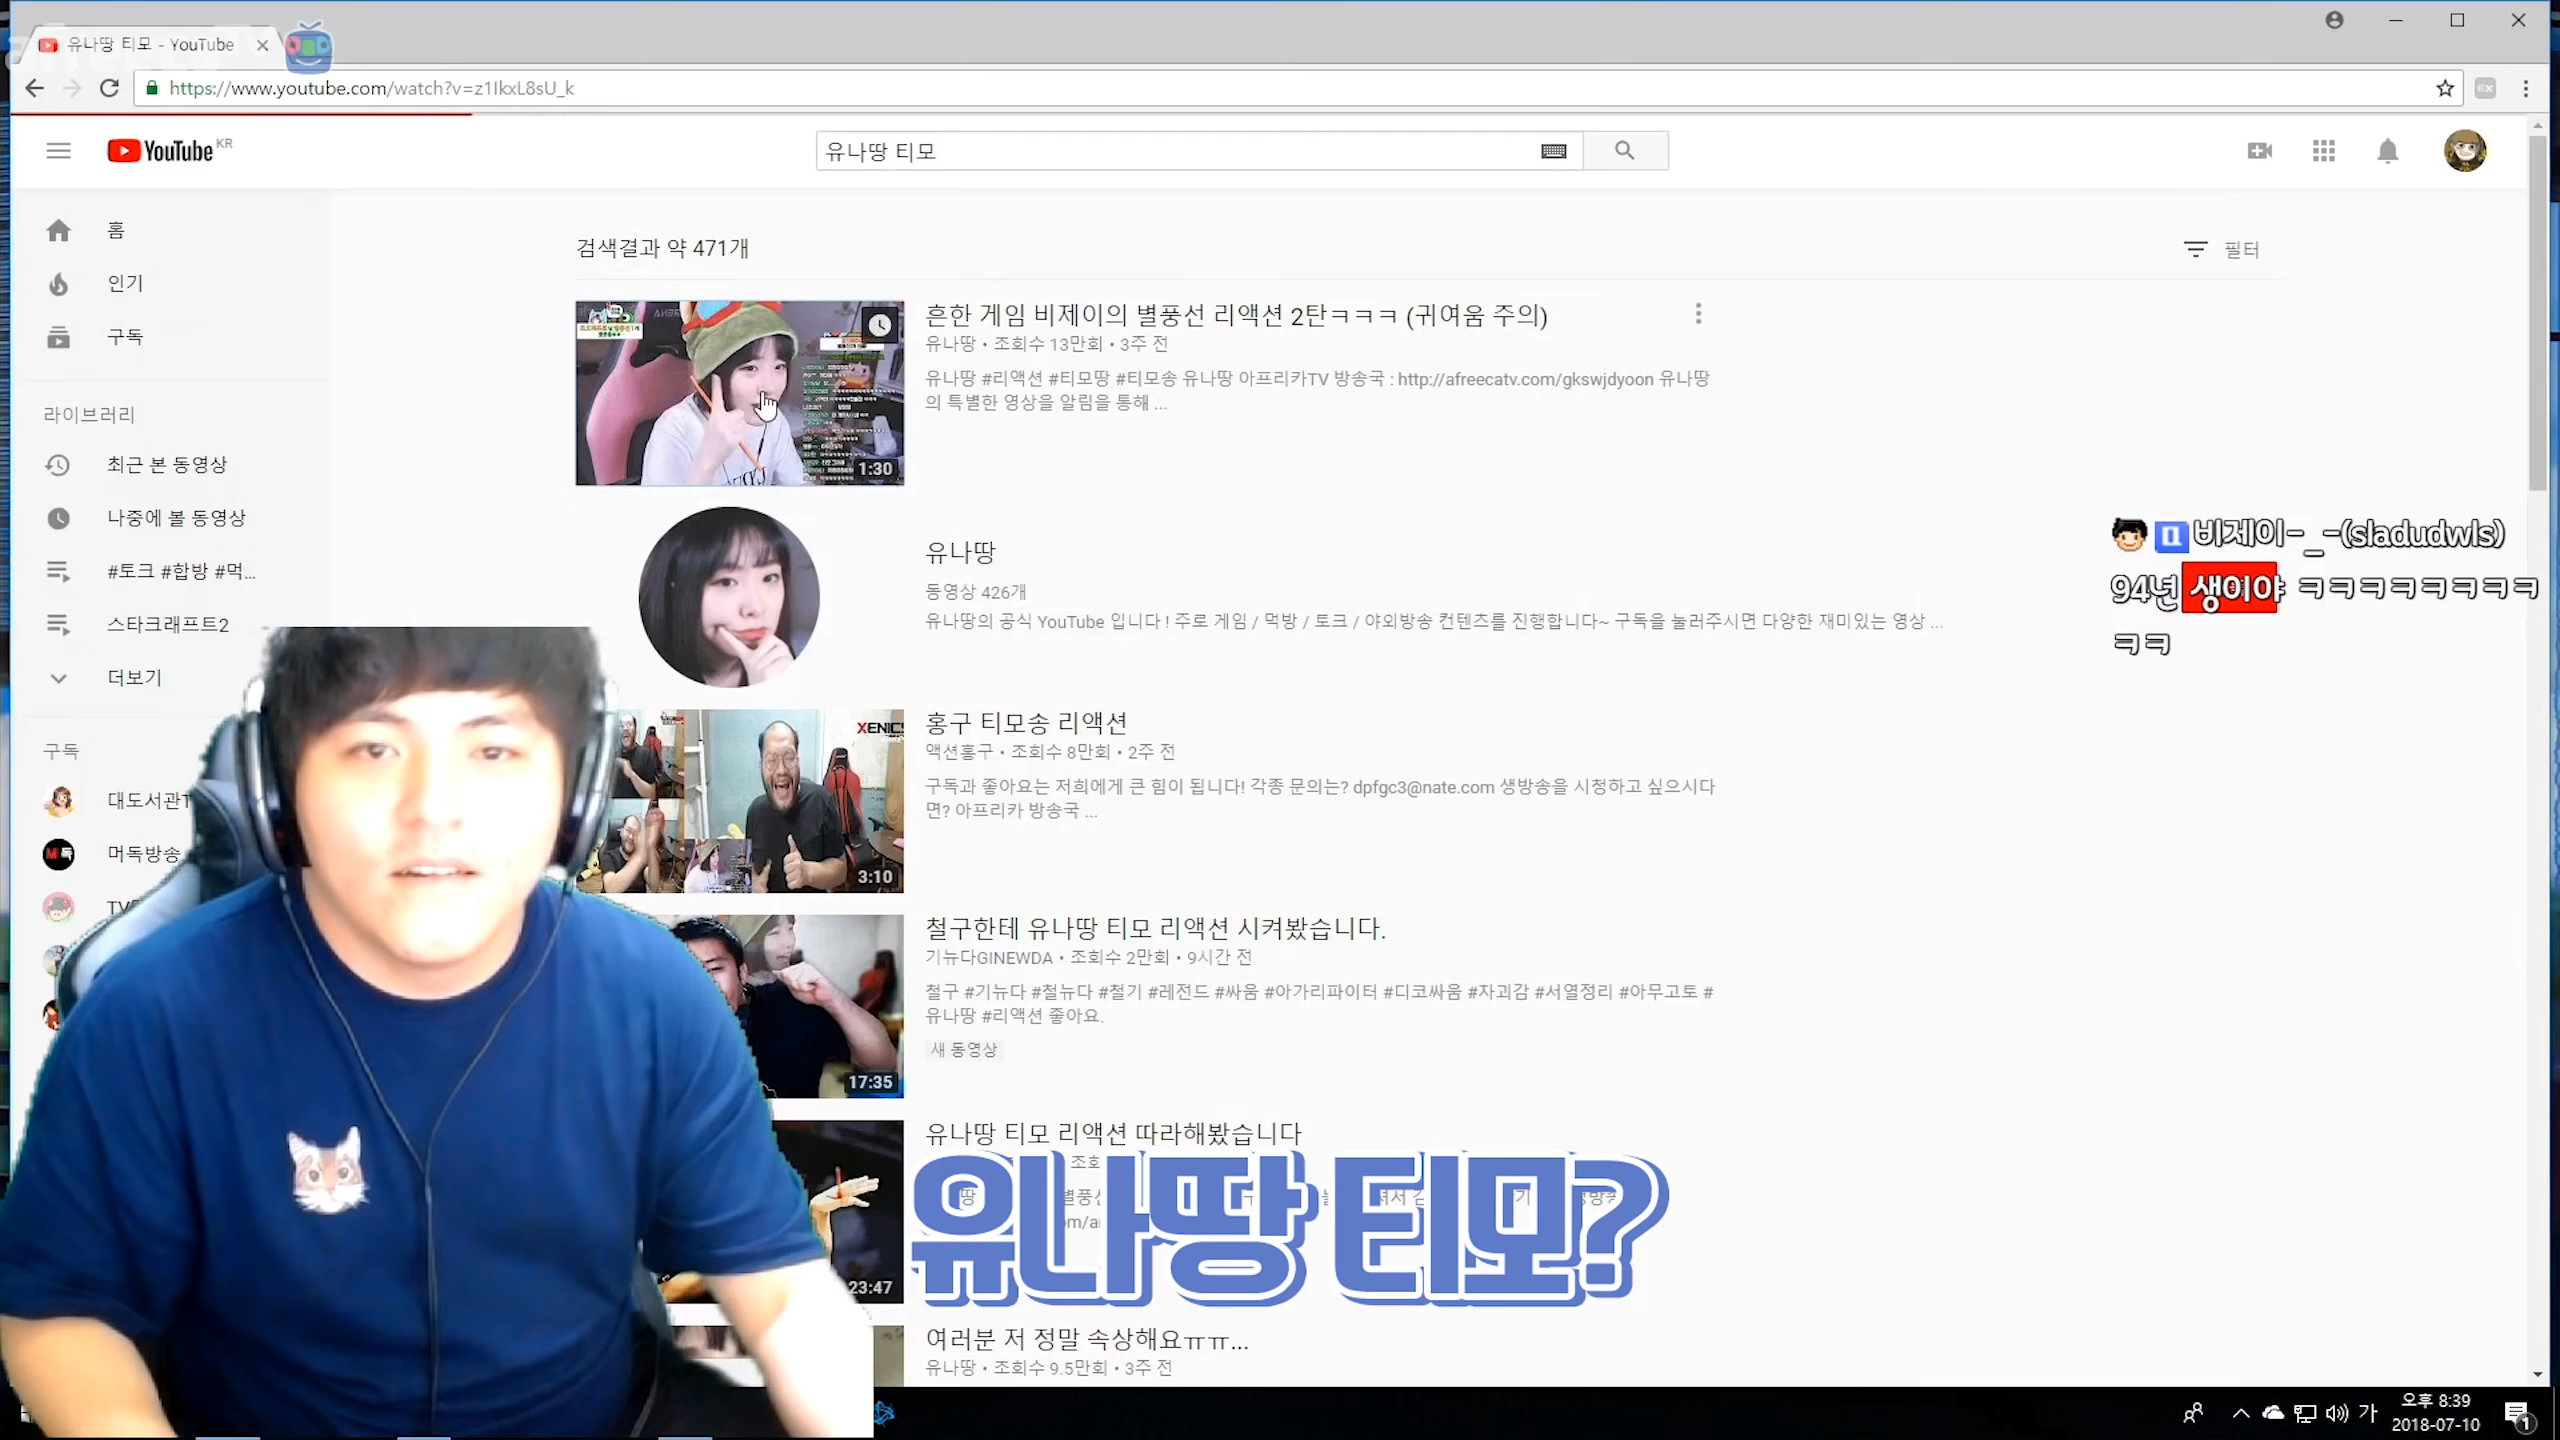 유나땅 티모 - YouTube
https://www.youtube.com/watch?v=z1IkxL8sU_k
YouTube KR
유나땅 티모
홈
인기
구독
라이브러리
최근 본 동영상
나중에 볼 동영상
#토크 #합방 #먹...
스타크래프트2
더보기
구독
대도서관T
머독방송
검색결과 약 471개
필터
흔한 게임 비제이의 별풍선 리액션 2탄ㅋㅋㅋ (귀여움 주의)
유나땅 • 조회수 13만회 • 3주 전
유나땅 #리액션 #티모땅 #티모송 유나땅 아프리카TV 방송국 : http://afreecatv.com/gkswjdyoon 유나땅
의 특별한 영상을 알림을 통해 ...
1:30
유나땅
동영상 426개
유나땅의 공식 YouTube 입니다 ! 주로 게임 / 먹방 / 토크 / 야외방송 컨텐츠를 진행합니다~ 구독을 눌러주시면 다양한 재미있는 영상 ...
비제이-_-(sladudwls)
94년 생이야 ㅋㅋㅋㅋㅋㅋㅋㅋ
ㅋㅋ
홍구 티모송 리액션
액션홍구 • 조회수 8만회 • 2주 전
구독과 좋아요는 저희에게 큰 힘이 됩니다! 각종 문의는? dpfgc3@nate.com 생방송을 시청하고 싶으시다
면? 아프리카 방송국 ...
XENICS
3:10
철구한테 유나땅 티모 리액션 시켜봤습니다.
기뉴다GINEWDA • 조회수 2만회 • 9시간 전
철구 #기뉴다 #철뉴다 #철기 #레전드 #싸움 #아가리파이터 #디코싸움 #자괴감 #서열정리 #아무고토 #
유나땅 #리액션 좋아요.
새 동영상
17:35
유나땅 티모 리액션 따라해봤습니다
23:47
유나땅 티모?
여러분 저 정말 속상해요ㅠㅠ...
유나땅 • 조회수 9.5만회 • 3주 전
가
오후 8:39
2018-07-10
1